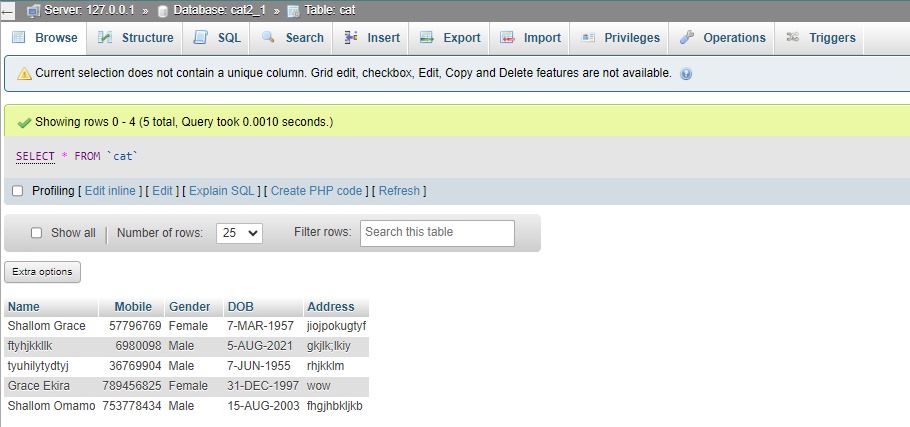 Server: 127.0.0.1 » Database: cat2_1 » Table: cat
Browse Structure SQL Search Insert Export Import Privileges Operations Triggers
Current selection does not contain a unique column. Grid edit, checkbox, Edit, Copy and Delete features are not available.
Showing rows 0 - 4 (5 total, Query took 0.0010 seconds.)
SELECT * FROM `cat`
Profiling [ Edit inline ] [ Edit ] [ Explain SQL ] [ Create PHP code ] [ Refresh ]
Show all Number of rows: 25 Filter rows: Search this table
Extra options
Name Mobile Gender DOB Address
Shallom Grace 57796769 Female 7-MAR-1957 jiojpokugtyf
ftyhjkkllk 6980098 Male 5-AUG-2021 gkjlk;lkiy
tyuhilytydtyj 36769904 Male 7-JUN-1955 rhjkklm
Grace Ekira 789456825 Female 31-DEC-1997 wow
Shallom Omamo 753778434 Male 15-AUG-2003 fhgjhbkljkb